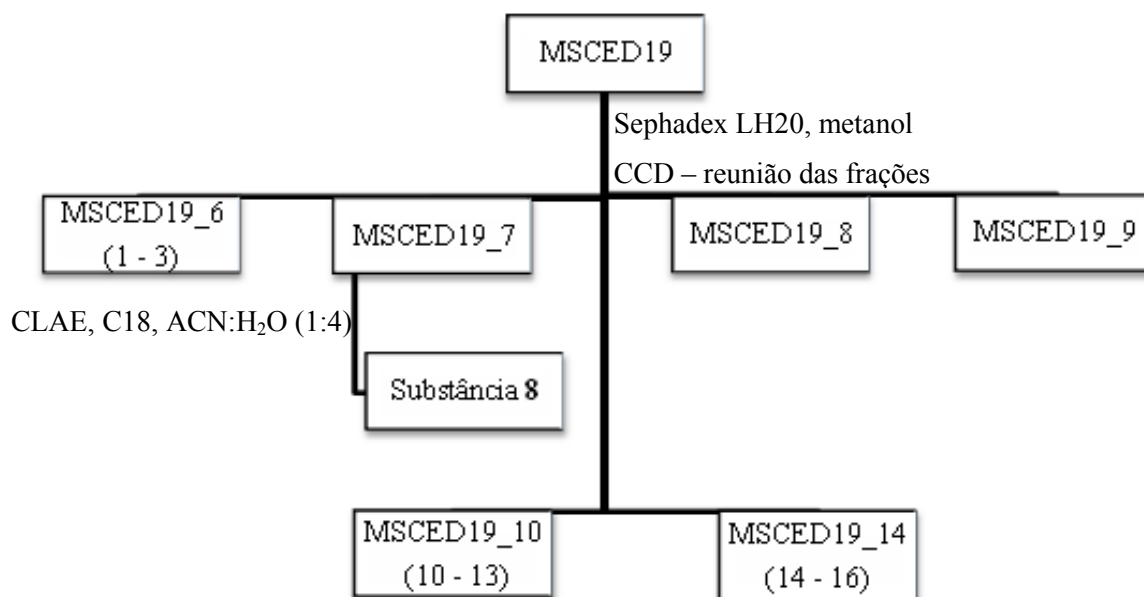 MSCED19
Sephadex LH20, metanol
CCD – reunião das frações
MSCED19_6
(1 - 3)
MSCED19_7
MSCED19_8
MSCED19_9
CLAE, C18, ACN:H₂O (1:4)
Substância 8
MSCED19_10
(10 - 13)
MSCED19_14
(14 - 16)